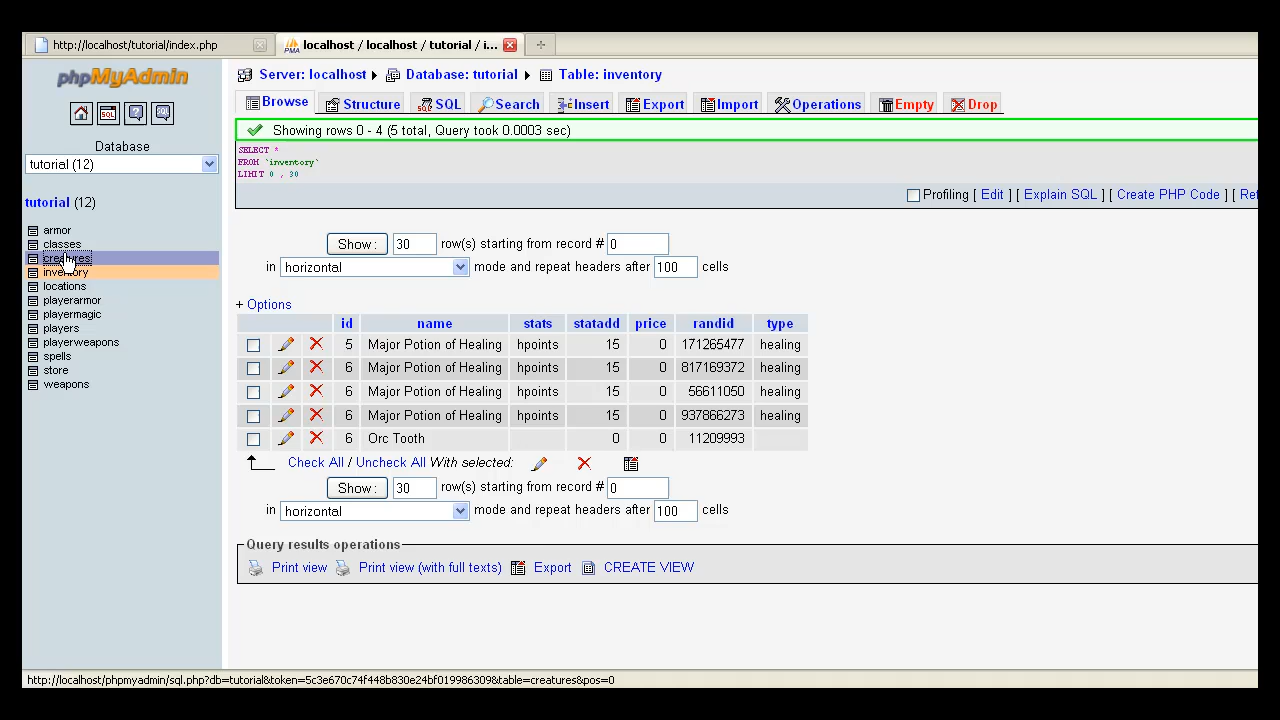 http://localhost/tutorial/index.php
PMA localhost / localhost / tutorial / i...
phpMyAdmin
Server: localhost Database: tutorial Table: inventory
Browse Structure SQL Search Insert Export Import Operations Empty Drop
SQL
Database
tutorial (12)
tutorial (12)
armor
classes
creatures
inventory
locations
playerarmor
playermagic
players
playerweapons
spells
store
weapons
Showing rows 0 - 4 (5 total, Query took 0.0003 sec)
SELECT *
FROM `inventory`
LIMIT 0 , 30
Profiling [ Edit ] [ Explain SQL ] [ Create PHP Code ] [ Ref
Show : 30 row(s) starting from record # 0
in horizontal mode and repeat headers after 100 cells
+ Options
id name stats statadd price randid type
5 Major Potion of Healing hpoints 15 0 171265477 healing
6 Major Potion of Healing hpoints 15 0 817169372 healing
6 Major Potion of Healing hpoints 15 0 56611050 healing
6 Major Potion of Healing hpoints 15 0 937866273 healing
6 Orc Tooth 0 0 11209993
Check All / Uncheck All With selected:
Show : 30 row(s) starting from record # 0
in horizontal mode and repeat headers after 100 cells
Query results operations
Print view Print view (with full texts) Export CREATE VIEW
http://localhost/phpmyadmin/sql.php?db=tutorial&token=5c3e670c74f448b830e24bf019986309&table=creatures&pos=0